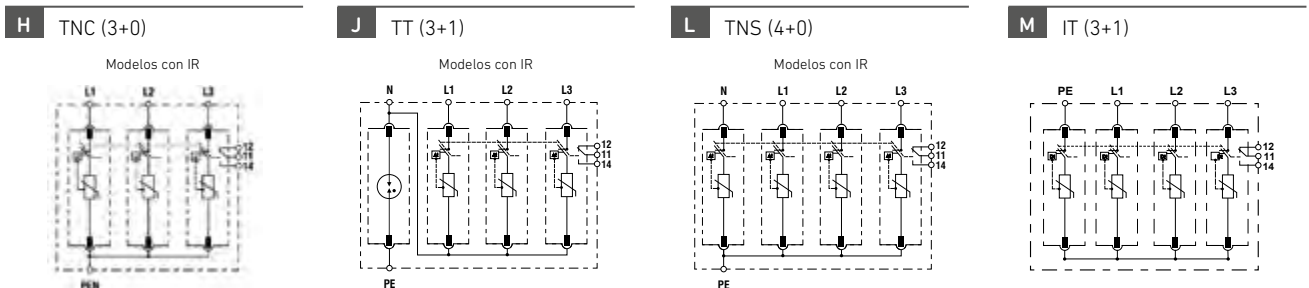 H TNC (3+0)
J TT (3+1)
L TNS (4+0)
M IT (3+1)
Modelos con IR
Modelos con IR
Modelos con IR
L1 L2 L3
N L1 L2 L3
N L1 L2 L3
PE L1 L2 L3
12
11
14
12
11
14
12
11
14
12
11
14
PEN
PE
PE